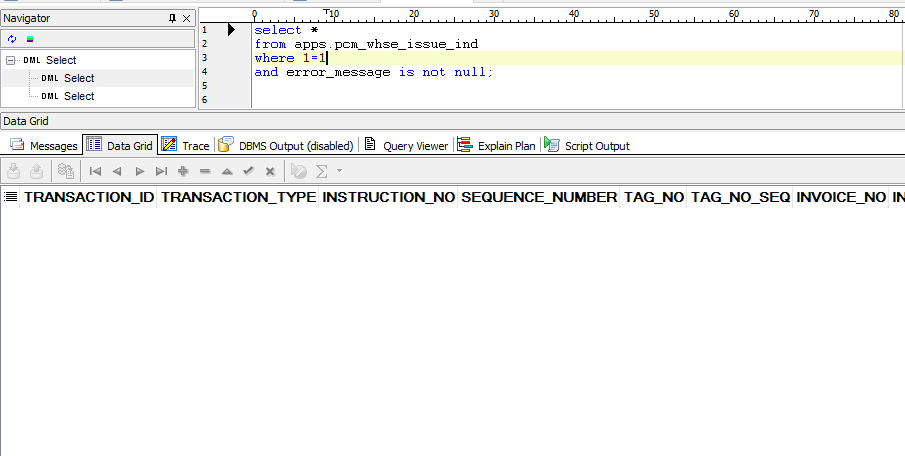 Navigator
DML Select
DML Select
DML Select
0 10 20 30 40 50 60 70 80
1 select *
2 from apps.pcm_whse_issue_ind
3 where 1=1
4 and error_message is not null;
5
6
Data Grid
Messages Data Grid Trace DBMS Output (disabled) Query Viewer Explain Plan Script Output
TRANSACTION_ID TRANSACTION_TYPE INSTRUCTION_NO SEQUENCE_NUMBER TAG_NO TAG_NO_SEQ INVOICE_NO IN